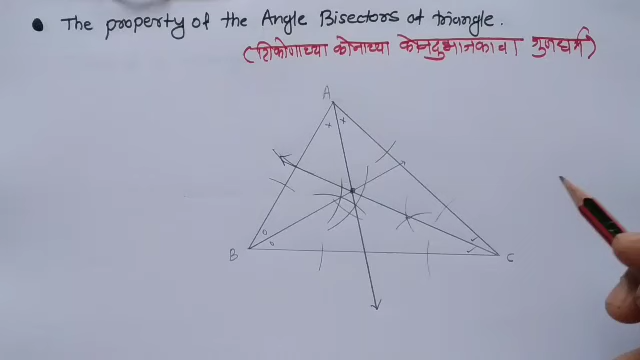 The property of the Angle Bisectors of triangle.
(त्रिकोणाच्या कोनाच्या गुणधर्म)
A
x x
B
o
o
C